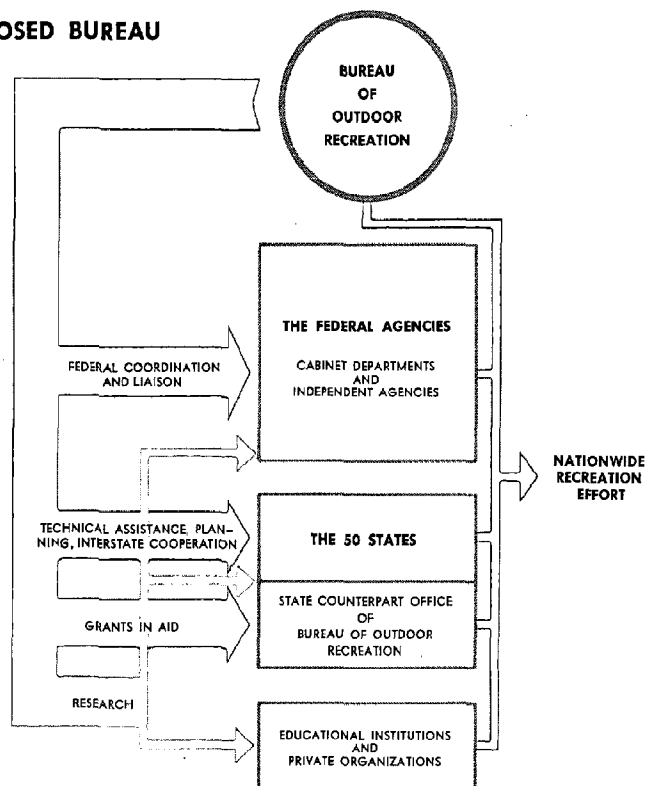 OSED BUREAU
BUREAU
OF
OUTDOOR
RECREATION
THE FEDERAL AGENCIES
CABINET DEPARTMENTS
AND
INDEPENDENT AGENCIES
FEDERAL COORDINATION
AND LIAISON
NATIONWIDE
RECREATION
EFFORT
TECHNICAL ASSISTANCE, PLAN-
NING, INTERSTATE COOPERATION
THE 50 STATES
STATE COUNTERPART OFFICE
OF
BUREAU OF OUTDOOR
RECREATION
GRANTS IN AID
RESEARCH
EDUCATIONAL INSTITUTIONS
AND
PRIVATE ORGANIZATIONS